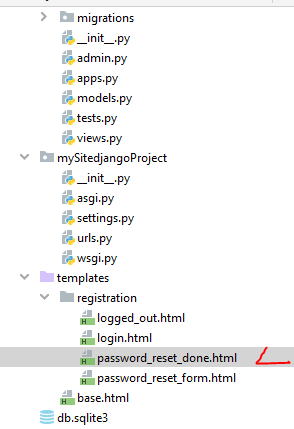 migrations
__init__.py
admin.py
apps.py
models.py
tests.py
views.py
mySitedjangoProject
__init__.py
asgi.py
settings.py
urls.py
wsgi.py
templates
registration
logged_out.html
login.html
password_reset_done.html
password_reset_form.html
base.html
db.sqlite3